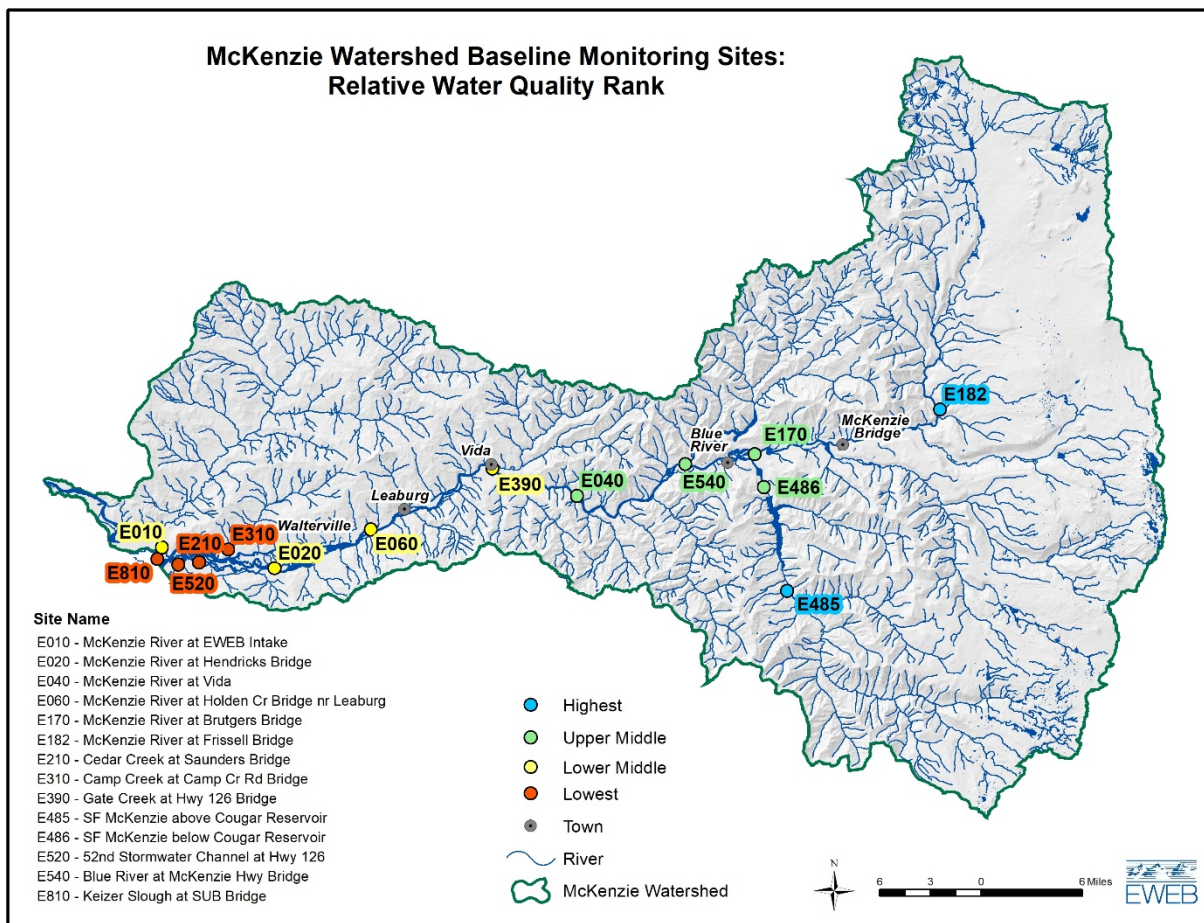 McKenzie Watershed Baseline Monitoring Sites:
Relative Water Quality Rank
E182
McKenzie
Bridge
E170
Blue
River
E540
E486
Vida
E390
E040
Leaburg
E485
E060
Walterville
E010
E210
E310
E020
E810
E520
Site Name
E010 - McKenzie River at EWEB Intake
E020 - McKenzie River at Hendricks Bridge
E040 - McKenzie River at Vida
E060 - McKenzie River at Holden Cr Bridge nr Leaburg
E170 - McKenzie River at Brutgers Bridge
E182 - McKenzie River at Frissell Bridge
E210 - Cedar Creek at Saunders Bridge
E310 - Camp Creek at Camp Cr Rd Bridge
E390 - Gate Creek at Hwy 126 Bridge
E485 - SF McKenzie above Cougar Reservoir
E486 - SF McKenzie below Cougar Reservoir
E520 - 52nd Stormwater Channel at Hwy 126
E540 - Blue River at McKenzie Hwy Bridge
E810 - Keizer Slough at SUB Bridge
Highest
Upper Middle
Lower Middle
Lowest
Town
River
McKenzie Watershed
N
6 3 0 6 Miles
EWEB